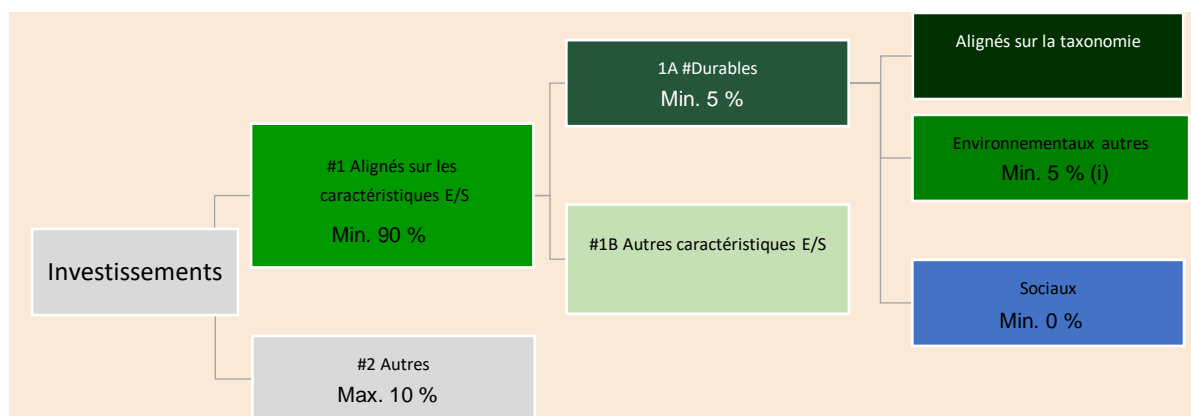 Investissements
#1 Alignés sur les
caractéristiques E/S
Min. 90 %
#2 Autres
Max. 10 %
1A #Durables
Min. 5 %
#1B Autres caractéristiques E/S
Alignés sur la taxonomie
Environnementaux autres
Min. 5 % (i)
Sociaux
Min. 0 %